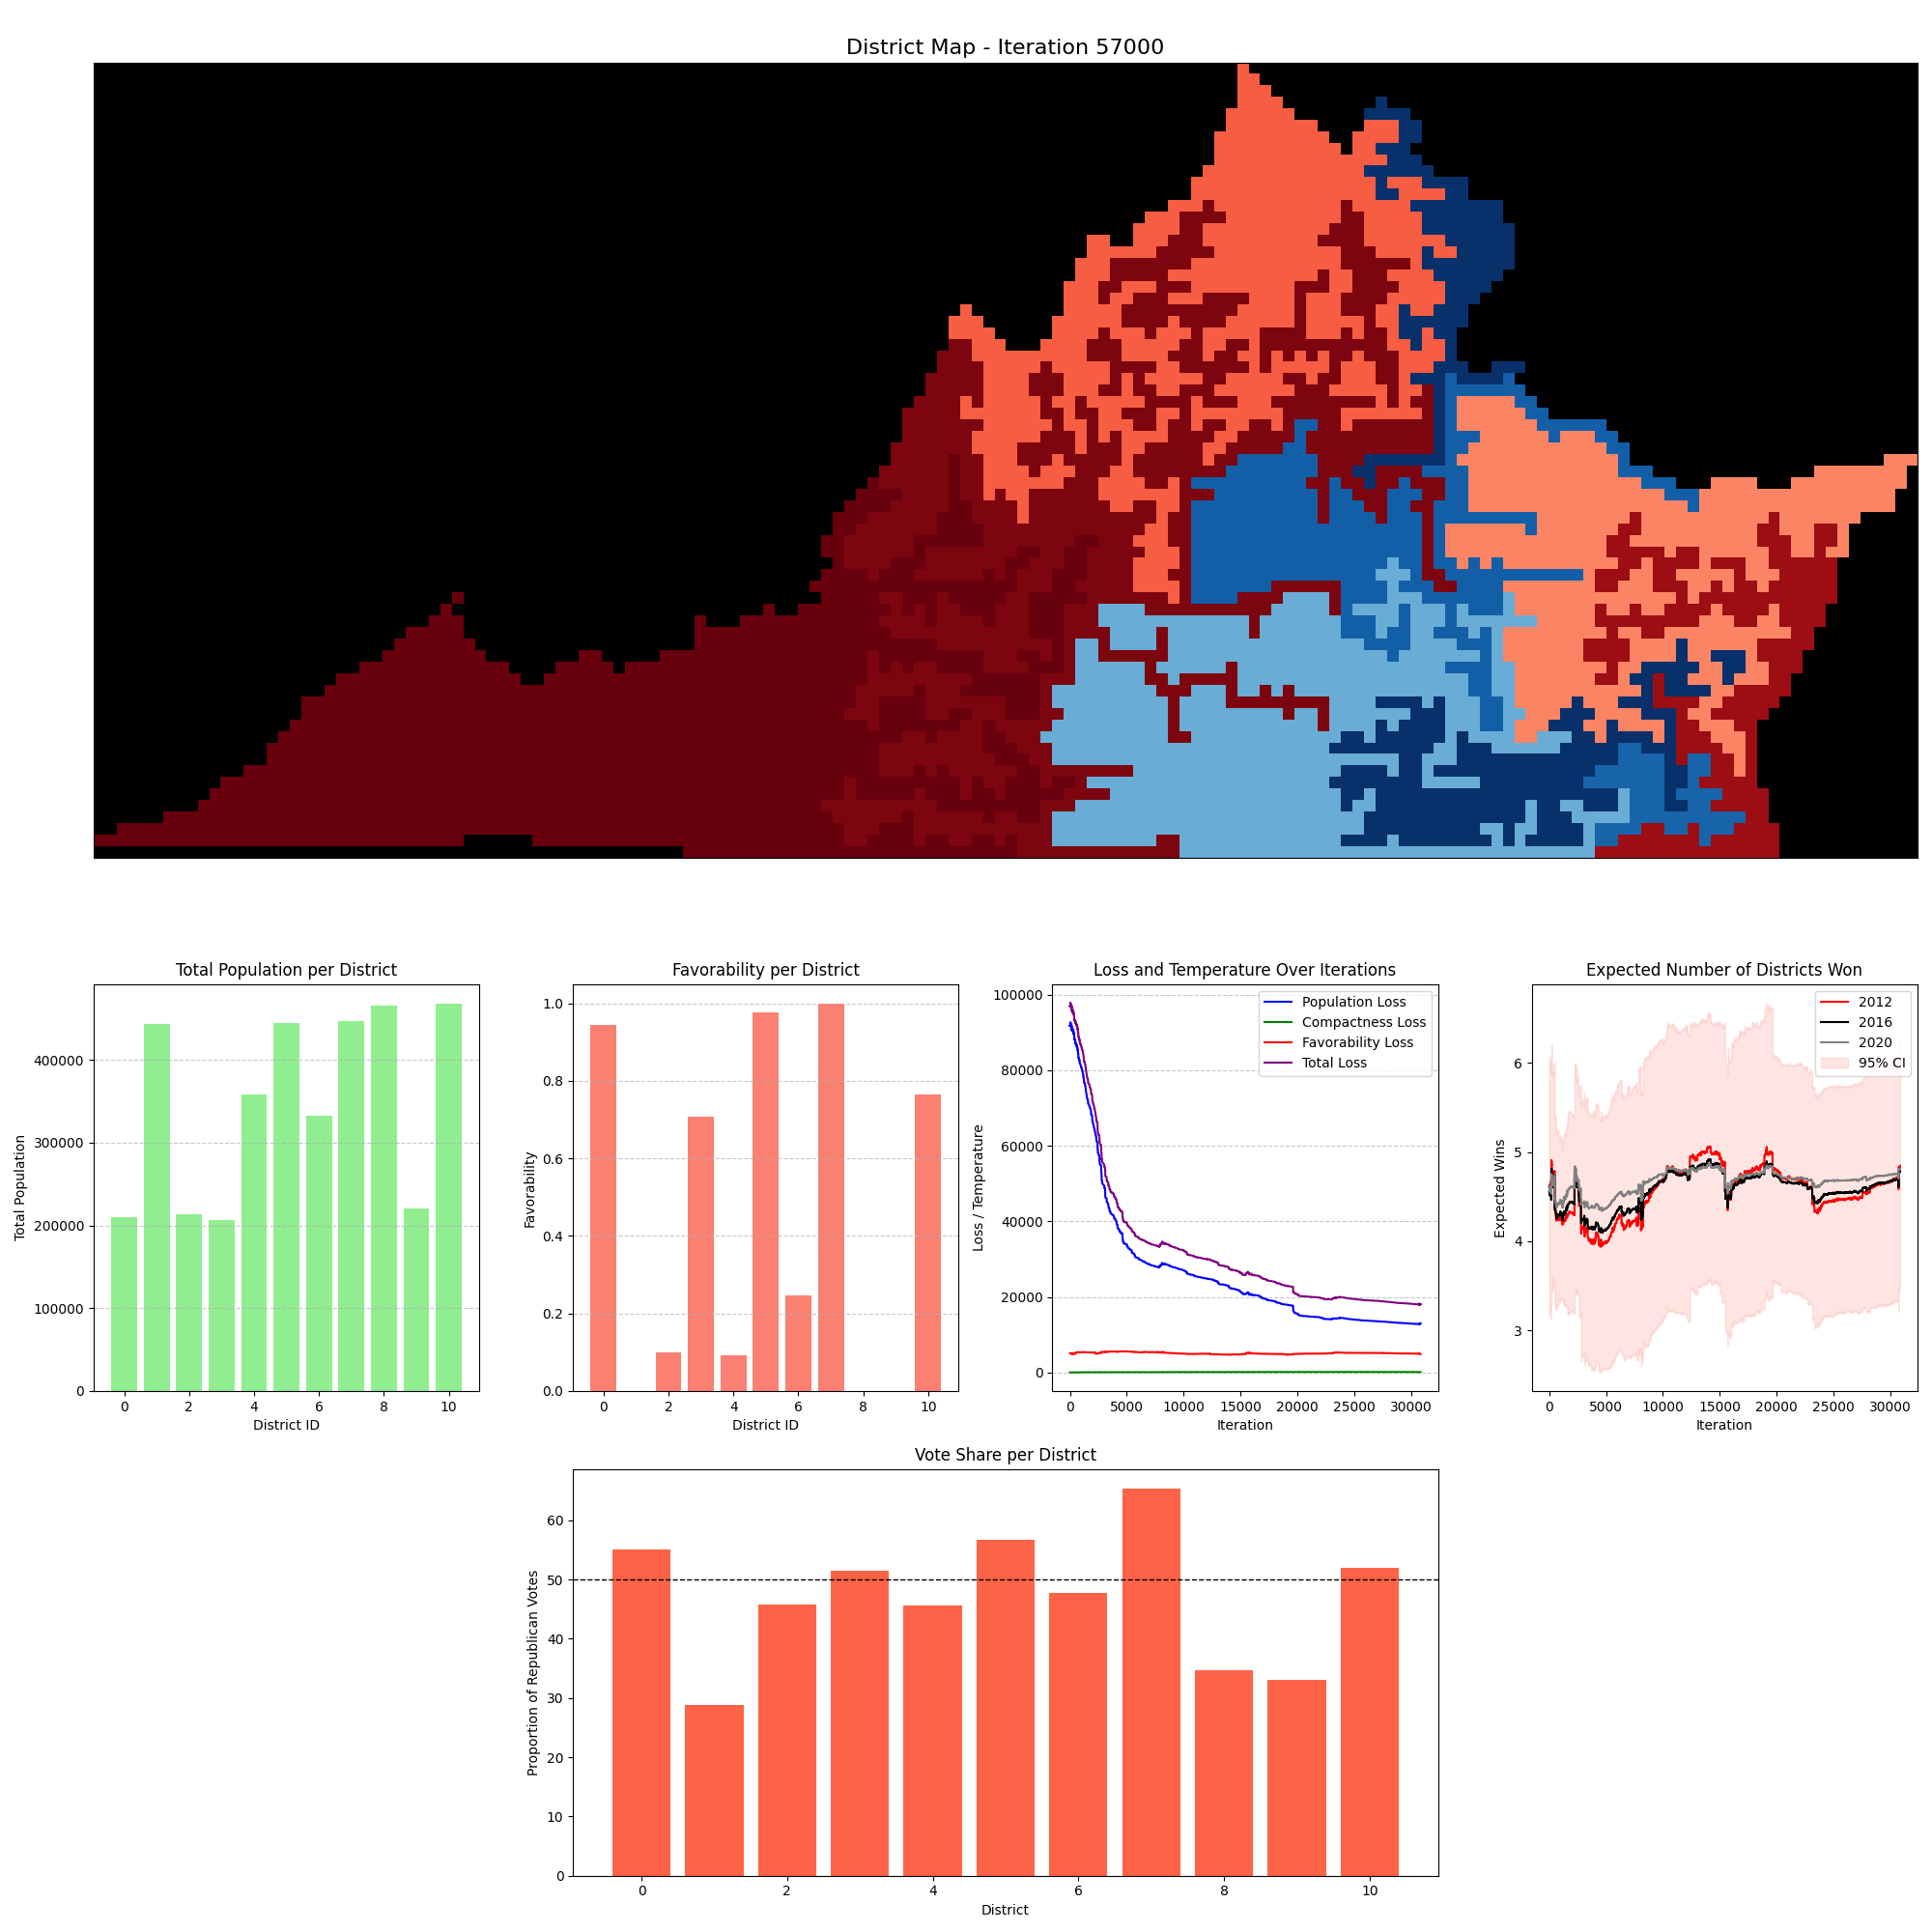 District Map - Iteration 57000
Total Population per District
Total Population
400000
300000
200000
100000
0
0 2 4 6 8 10
District ID
Favorability per District
Favorability
1.0
0.8
0.6
0.4
0.2
0.0
0 2 4 6 8 10
District ID
Loss and Temperature Over Iterations
Loss / Temperature
100000
80000
60000
40000
20000
0
Population Loss
Compactness Loss
Favorability Loss
Total Loss
0 5000 10000 15000 20000 25000 30000
Iteration
Expected Number of Districts Won
Expected Wins
6
5
4
3
2012
2016
2020
95% CI
0 5000 10000 15000 20000 25000 30000
Iteration
Vote Share per District
Proportion of Republican Votes
60
50
40
30
20
10
0
0 2 4 6 8 10
District